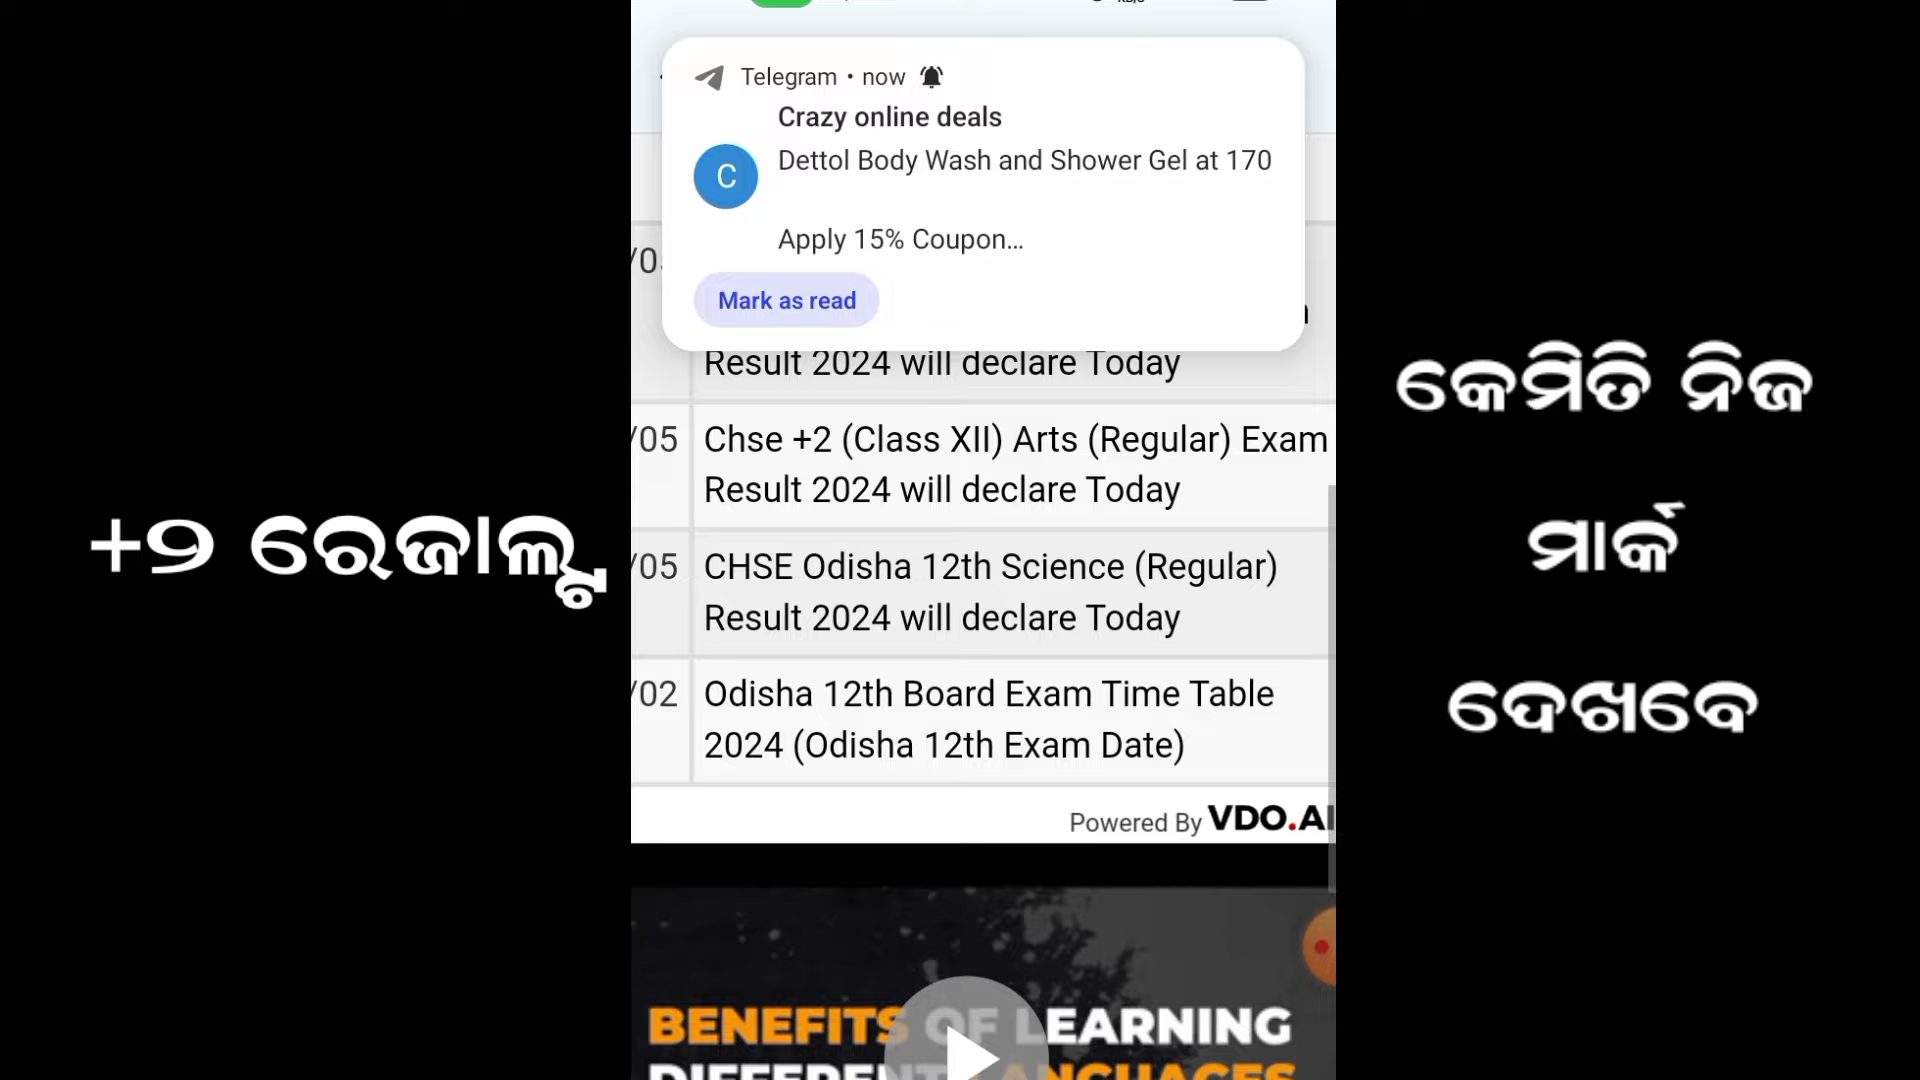 Telegram • now
Crazy online deals
C
Dettol Body Wash and Shower Gel at 170
Apply 15% Coupon...
Mark as read
Result 2024 will declare Today
/05
Chse +2 (Class XII) Arts (Regular) Exam
Result 2024 will declare Today
/05
CHSE Odisha 12th Science (Regular)
Result 2024 will declare Today
/02
Odisha 12th Board Exam Time Table
2024 (Odisha 12th Exam Date)
Powered By VDO.AI
BENEFITS OF LEARNING
DIFFERENT LANGUAGES
+୨ ରେଜାଲ୍ଟ
କେମିତି ନିଜ
ମାର୍କ
ଦେଖିବେ